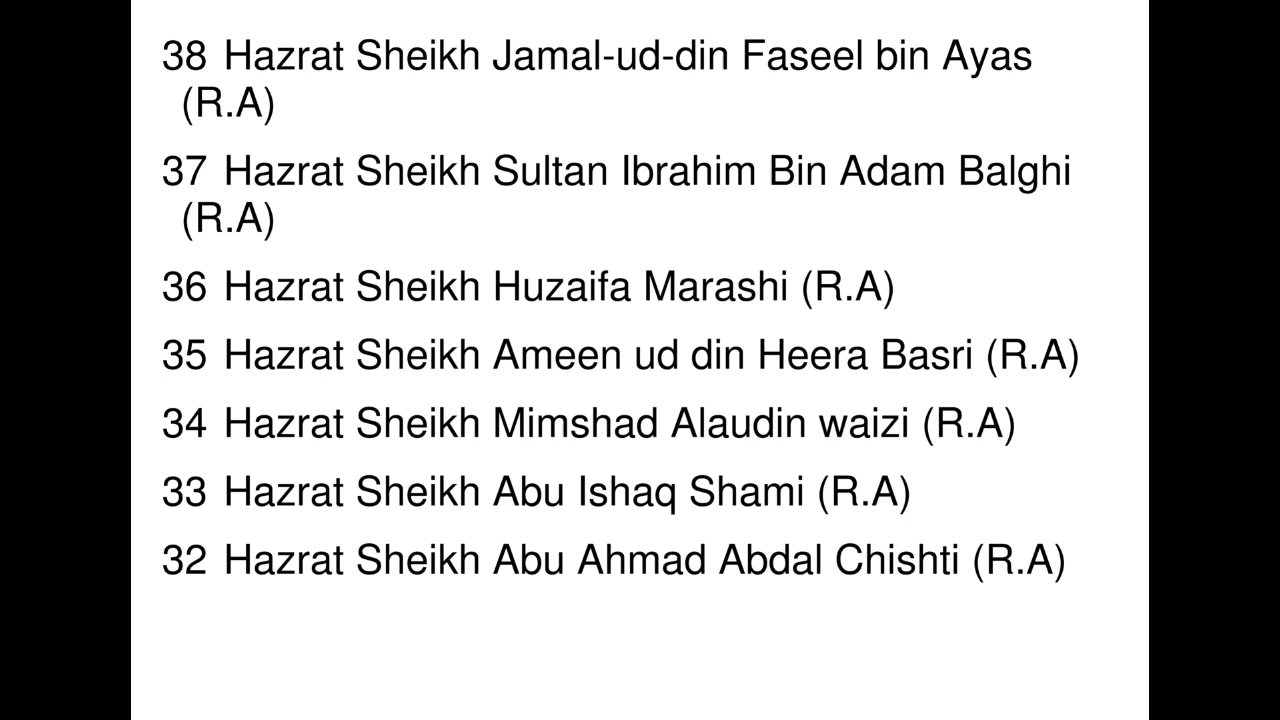 38 Hazrat Sheikh Jamal-ud-din Faseel bin Ayas
(R.A)
37 Hazrat Sheikh Sultan Ibrahim Bin Adam Balghi
(R.A)
36 Hazrat Sheikh Huzaifa Marashi (R.A)
35 Hazrat Sheikh Ameen ud din Heera Basri (R.A)
34 Hazrat Sheikh Mimshad Alaudin waizi (R.A)
33 Hazrat Sheikh Abu Ishaq Shami (R.A)
32 Hazrat Sheikh Abu Ahmad Abdal Chishti (R.A)